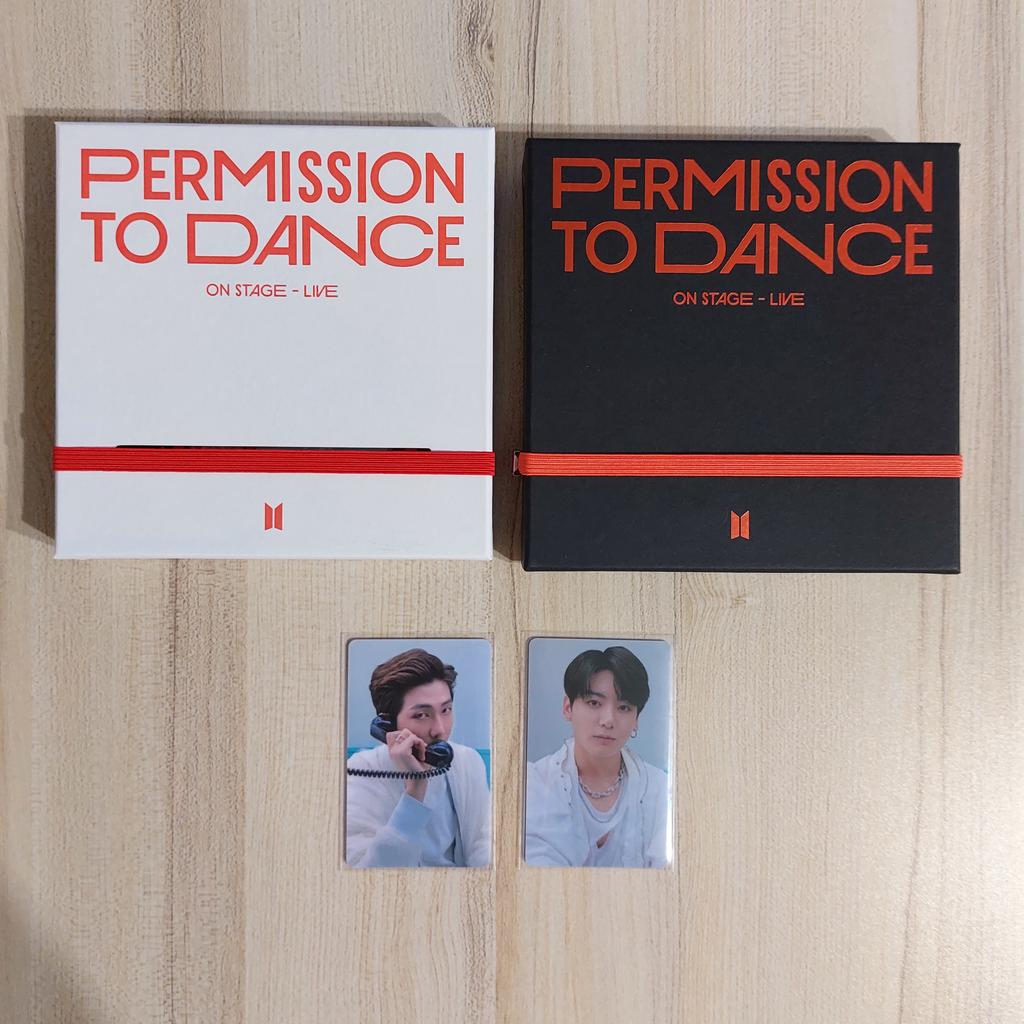 PERMISSION
TO DANCE
ON STAGE - LIVE
PERMISSION
TO DANCE
ON STAGE - LIVE